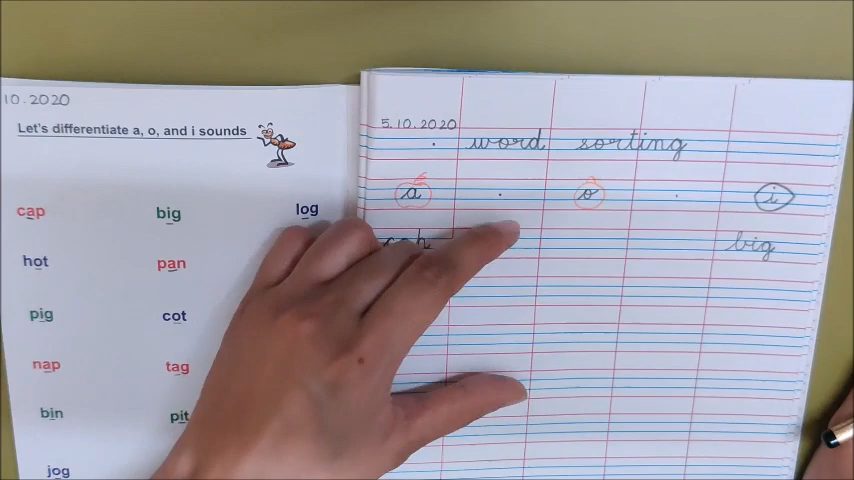 10.2020
Let's differentiate a, o, and i sounds
cap big log
hot pan
pig cot
nap tag
bin pit
jog
5.10.2020
word sorting
a o i
big